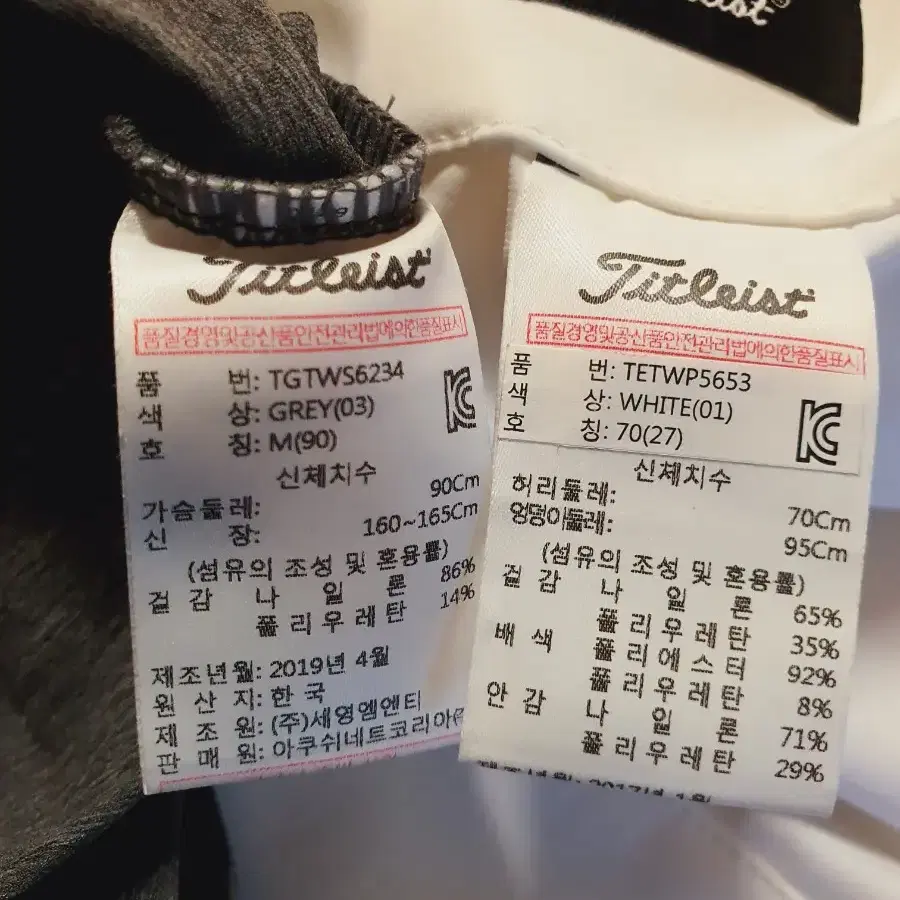 Titleist
품질경영및공산품안전관리법에의한품질표시
품 번: TGTWS6234
색 상: GREY(03)
호 칭: M(90)
신체치수
가슴둘레: 90Cm
신 장: 160~165Cm
(섬유의 조성 및 혼용률)
겉 감 나 일 론 86%
폴리우레탄 14%
제조년월: 2019년 4월
원 산 지: 한 국
제 조 원: (주)세영엠엔티
판 매 원: 아쿠쉬네트코리아㈜
Titleist
품질경영및공산품안전관리법에의한품질표시
품 번: TETWP5653
색 상: WHITE(01)
호 칭: 70(27)
신체치수
허리둘레: 70Cm
엉덩이둘레: 95Cm
(섬유의 조성 및 혼용률)
겉 감 나 일 론 65%
폴리우레탄 35%
배 색 폴리에스터 92%
폴리우레탄 8%
안 감 나 일 론 71%
폴리우레탄 29%